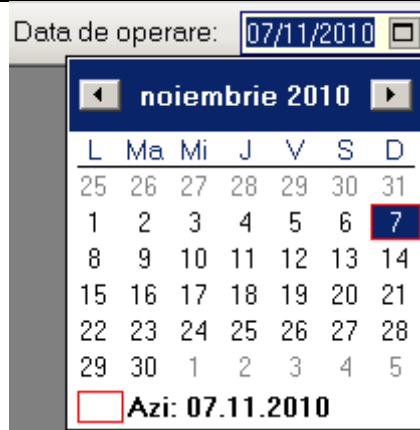 Data de operare: 07/11/2010
noiembrie 2010
L Ma Mi J V S D
25 26 27 28 29 30 31
1 2 3 4 5 6 7
8 9 10 11 12 13 14
15 16 17 18 19 20 21
22 23 24 25 26 27 28
29 30 1 2 3 4 5
Azi: 07.11.2010